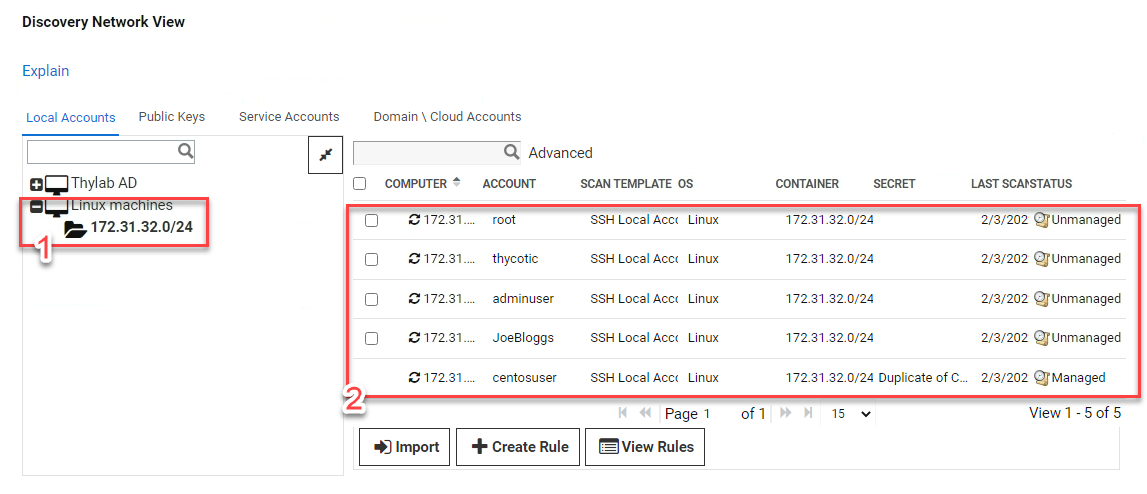 Discovery Network View
Explain
Local Accounts Public Keys Service Accounts Domain \ Cloud Accounts
Advanced
Thylab AD
Linux machines
172.31.32.0/24
1
COMPUTER ACCOUNT SCAN TEMPLATE OS CONTAINER SECRET LAST SCAN STATUS
172.31.... root SSH Local Acco Linux 172.31.32.0/24 2/3/202 Unmanaged
172.31.... thycotic SSH Local Acco Linux 172.31.32.0/24 2/3/202 Unmanaged
172.31.... adminuser SSH Local Acco Linux 172.31.32.0/24 2/3/202 Unmanaged
172.31.... JoeBloggs SSH Local Acco Linux 172.31.32.0/24 2/3/202 Unmanaged
172.31.... centosuser SSH Local Acco Linux 172.31.32.0/24 Duplicate of C... 2/3/202 Managed
2
Page 1 of 1 15 View 1 - 5 of 5
Import Create Rule View Rules